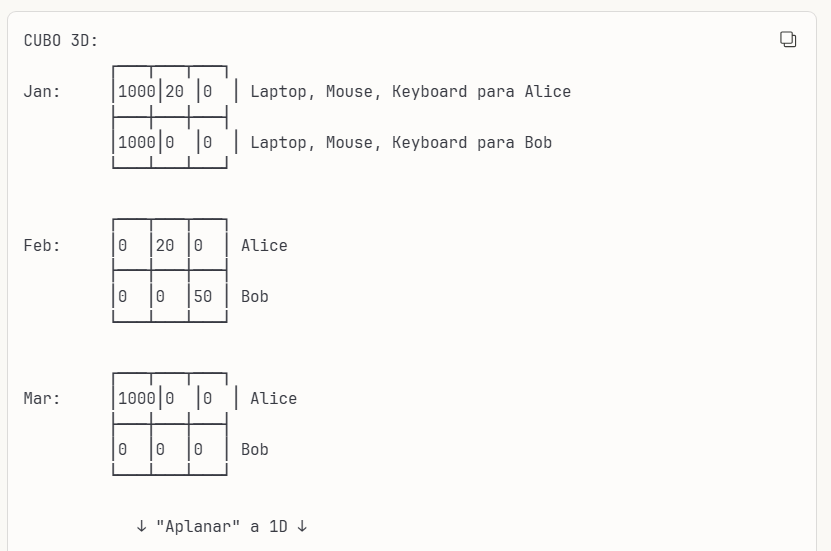 CUBO 3D:
┌───┬───┬───┐
Jan:     │1000│20 │0  │ Laptop, Mouse, Keyboard para Alice
├───┼───┼───┤
│1000│0  │0  │ Laptop, Mouse, Keyboard para Bob
└───┴───┴───┘
┌───┬───┬───┐
Feb:     │0  │20 │0  │ Alice
├───┼───┼───┤
│0  │0  │50 │ Bob
└───┴───┴───┘
┌───┬───┬───┐
Mar:     │1000│0  │0  │ Alice
├───┼───┼───┤
│0  │0  │0  │ Bob
└───┴───┴───┘
↓ "Aplanar" a 1D ↓